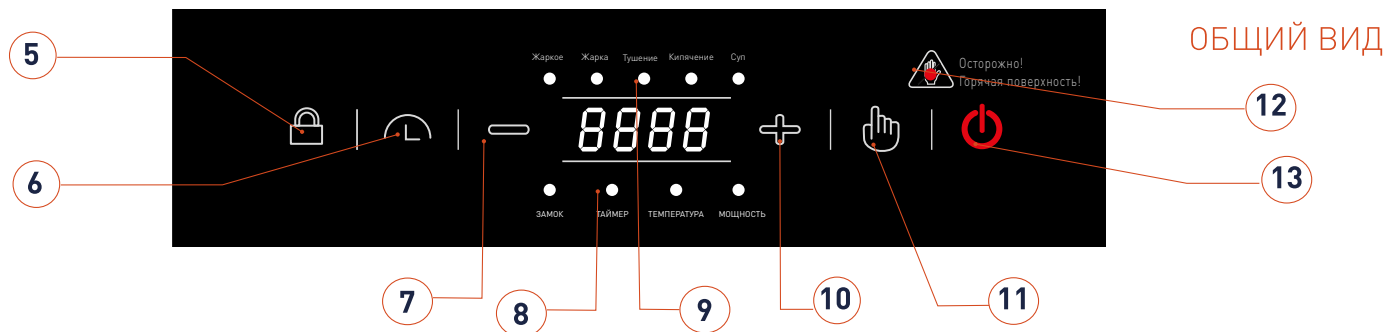 ОБЩИЙ ВИД
5
Жаркое Жарка Тушение Кипячение Суп
Осторожно!
Горячая поверхность!
12
8888
6
13
ЗАМОК ТАЙМЕР ТЕМПЕРАТУРА МОЩНОСТЬ
7
8
9
10
11